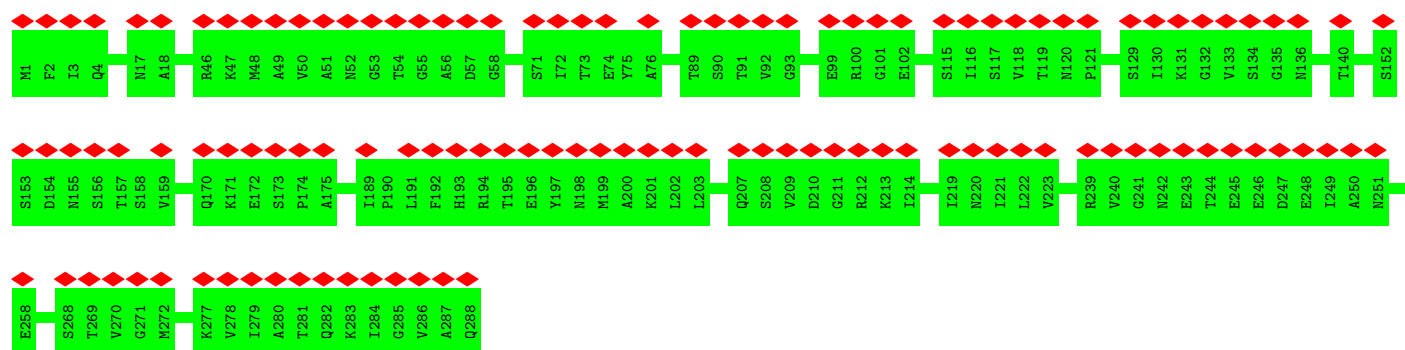 M1 F2 I3 Q4 N17 A18 R46 K47 M48 A49 V50 A51 N52 G53 T54 G55 A56 D57 G58 S71 I72 T73 E74 Y75 A76 T89 S90 T91 V92 G93 E99 R100 G101 E102 S115 I116 S117 V118 T119 N120 P121 S129 I130 K131 G132 V133 S134 G135 N136 T140 S152
S153 D154 N155 S156 T157 S158 V159 Q170 K171 E172 S173 P174 A175 I189 P190 L191 F192 H193 R194 T195 E196 Y197 N198 M199 A200 K201 L202 L203 Q207 S208 V209 D210 G211 R212 K213 I214 I219 N220 I221 L222 V223 R239 V240 G241 N242 E243 T244 E245 E246 D247 E248 I249 A250 N251
E258 S268 T269 V270 G271 M272 K277 V278 I279 A280 T281 Q282 K283 I284 G285 V286 A287 Q288